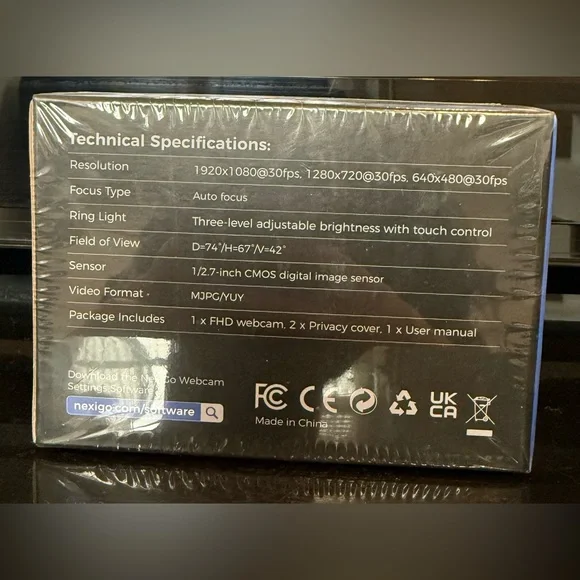 Technical Specifications:
Resolution 1920x1080@30fps, 1280x720@30fps, 640x480@30fps
Focus Type Auto focus
Ring Light Three-level adjustable brightness with touch control
Field of View D=74°/H=67°/V=42°
Sensor 1/2.7-inch CMOS digital image sensor
Video Format MJPG/YUY
Package Includes 1 x FHD webcam, 2 x Privacy cover, 1 x User manual
Download the NexiGo Webcam
Settings Software
nexigo.com/software
FC CE UK
CA
Made in China